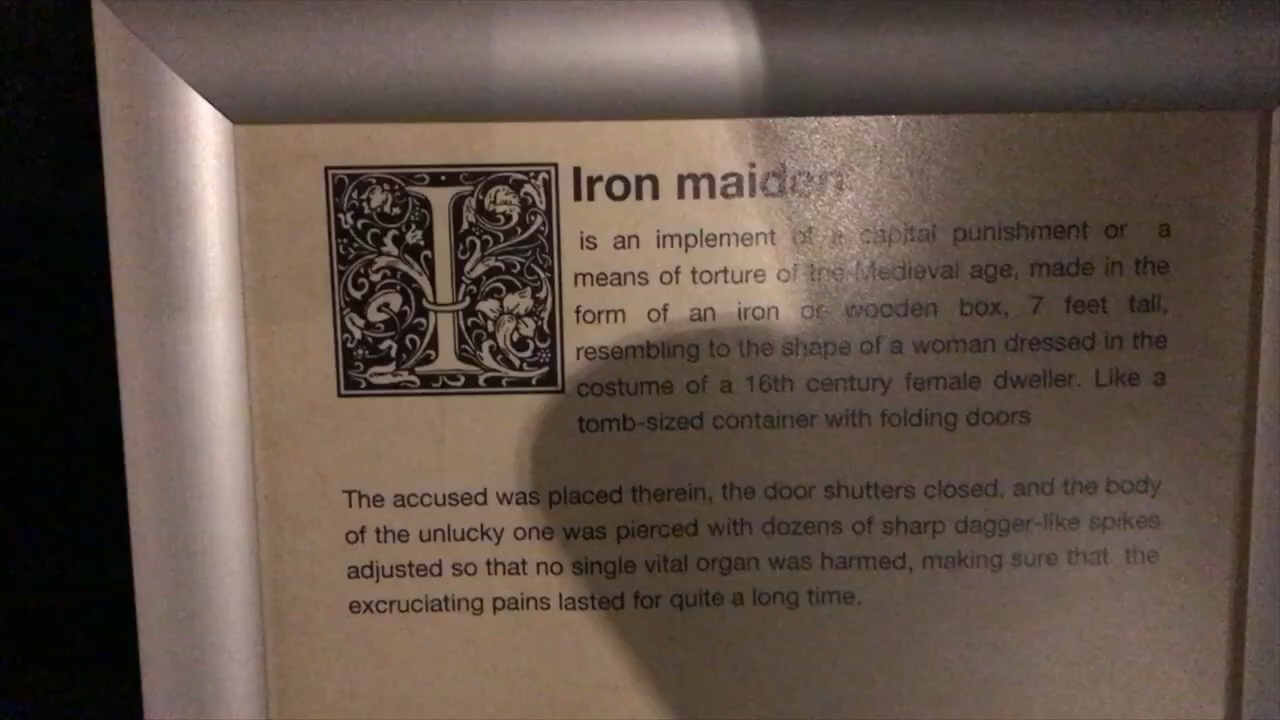 I
Iron maiden
is an implement of a capital punishment or a
means of torture of the Medieval age, made in the
form of an iron or wooden box, 7 feet tall,
resembling to the shape of a woman dressed in the
costume of a 16th century female dweller. Like a
tomb-sized container with folding doors
The accused was placed therein, the door shutters closed, and the body
of the unlucky one was pierced with dozens of sharp dagger-like spikes
adjusted so that no single vital organ was harmed, making sure that the
excruciating pains lasted for quite a long time.